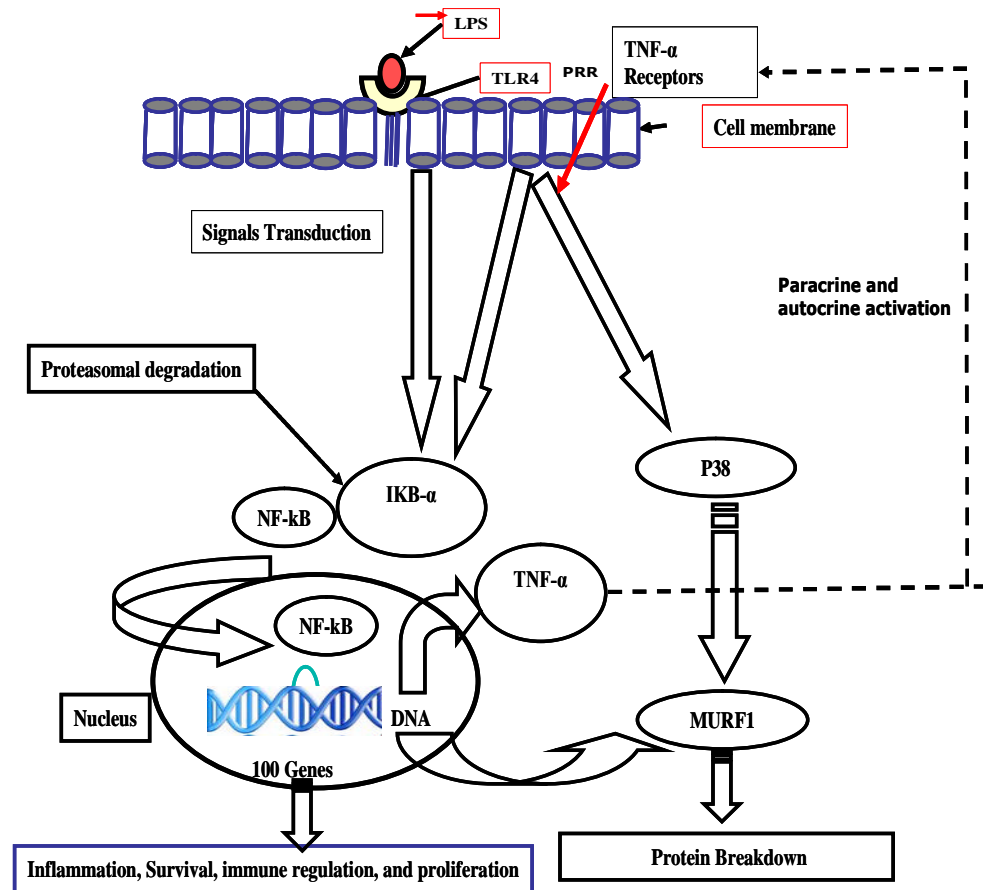 LPS
TLR4
PRR
TNF-α
Receptors
Cell membrane
Signals Transduction
Paracrine and
autocrine activation
Proteasomal degradation
P38
IKB-α
NF-kB
TNF-α
NF-kB
Nucleus
DNA
MURF1
100 Genes
Inflammation, Survival, immune regulation, and proliferation
Protein Breakdown